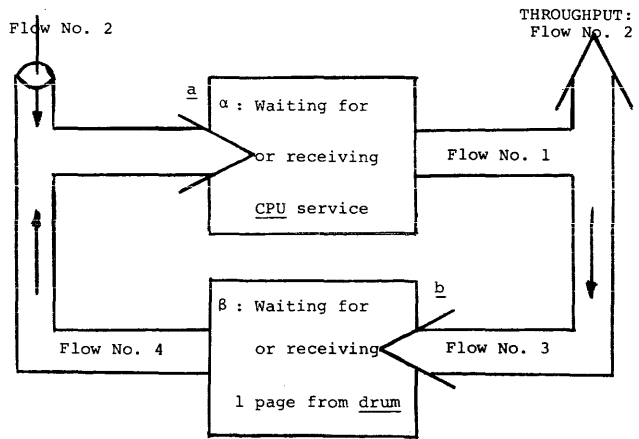 Flow No. 2
THROUGHPUT:
Flow No. 2
a
α: Waiting for
or receiving
CPU service
Flow No. 1
b
β: Waiting for
or receiving
1 page from drum
Flow No. 4
Flow No. 3